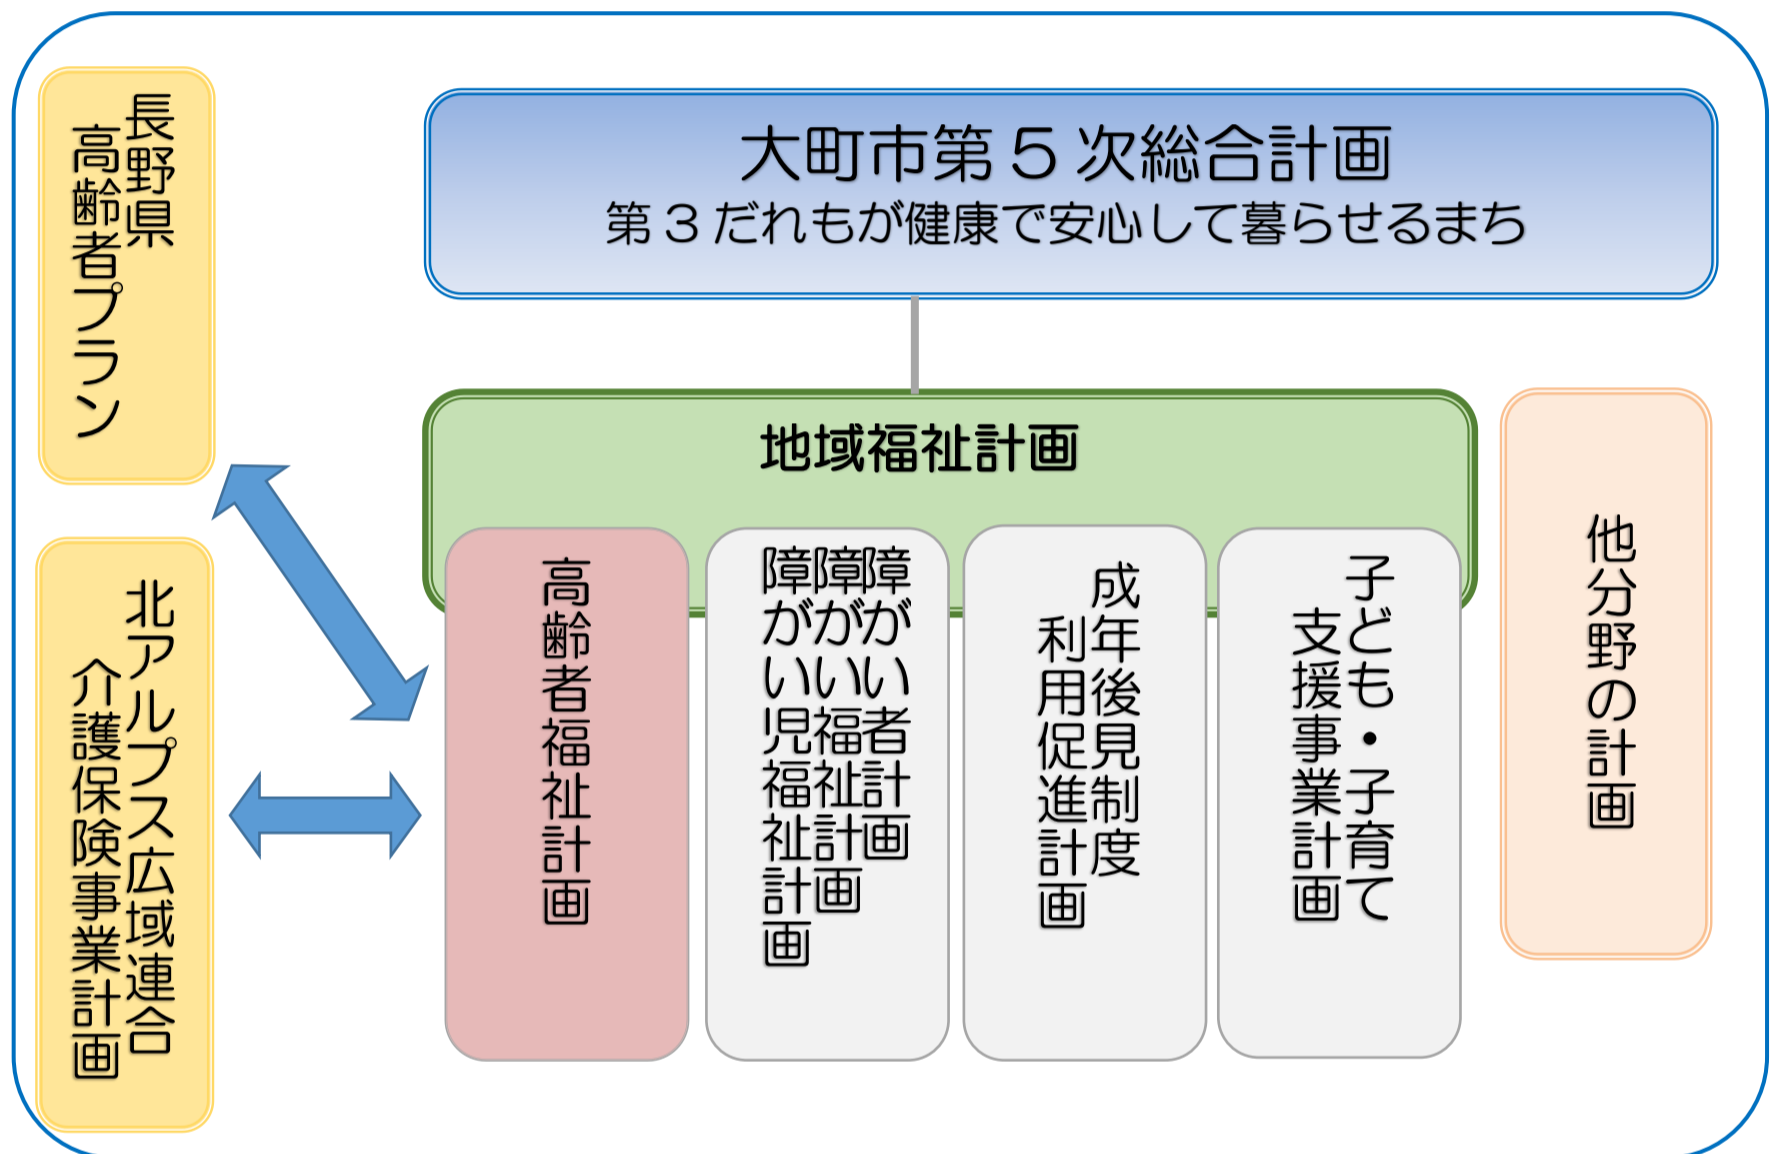 長野県
高齢者プラン
北アルプス広域連合
介護保険事業計画
大町市第５次総合計画
第３だれもが健康で安心して暮らせるまち
地域福祉計画
高齢者福祉計画
障がい者計画
障がい福祉計画
障がい児福祉計画
成年後見制度
利用促進計画
子ども・子育て
支援事業計画
他分野の計画